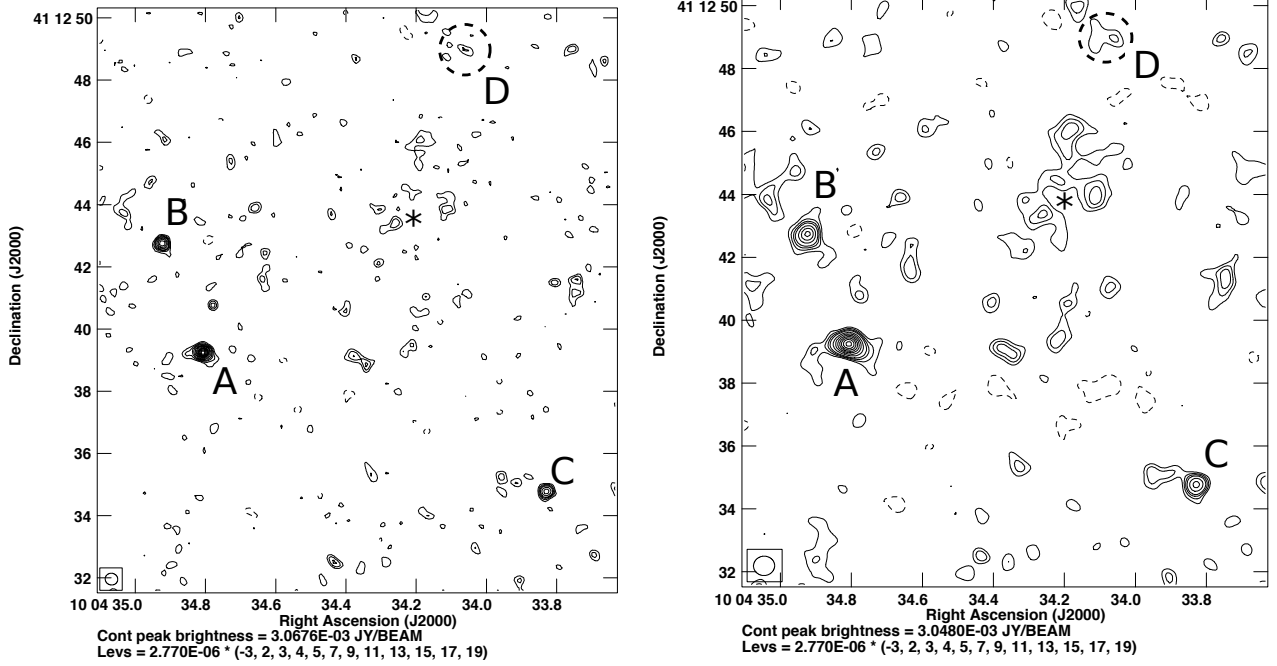 41 12 50
48
46
44
42
40
38
36
34
32
Declination (J2000)
D
B
*
A
C
10 04 35.0 34.8 34.6 34.4 34.2 34.0 33.8
Right Ascension (J2000)
Cont peak brightness = 3.0676E-03 JY/BEAM
Levs = 2.770E-06 * (-3, 2, 3, 4, 5, 7, 9, 11, 13, 15, 17, 19)
41 12 50
48
46
44
42
40
38
36
34
32
Declination (J2000)
D
B
*
A
C
10 04 35.0 34.8 34.6 34.4 34.2 34.0 33.8
Right Ascension (J2000)
Cont peak brightness = 3.0480E-03 JY/BEAM
Levs = 2.770E-06 * (-3, 2, 3, 4, 5, 7, 9, 11, 13, 15, 17, 19)